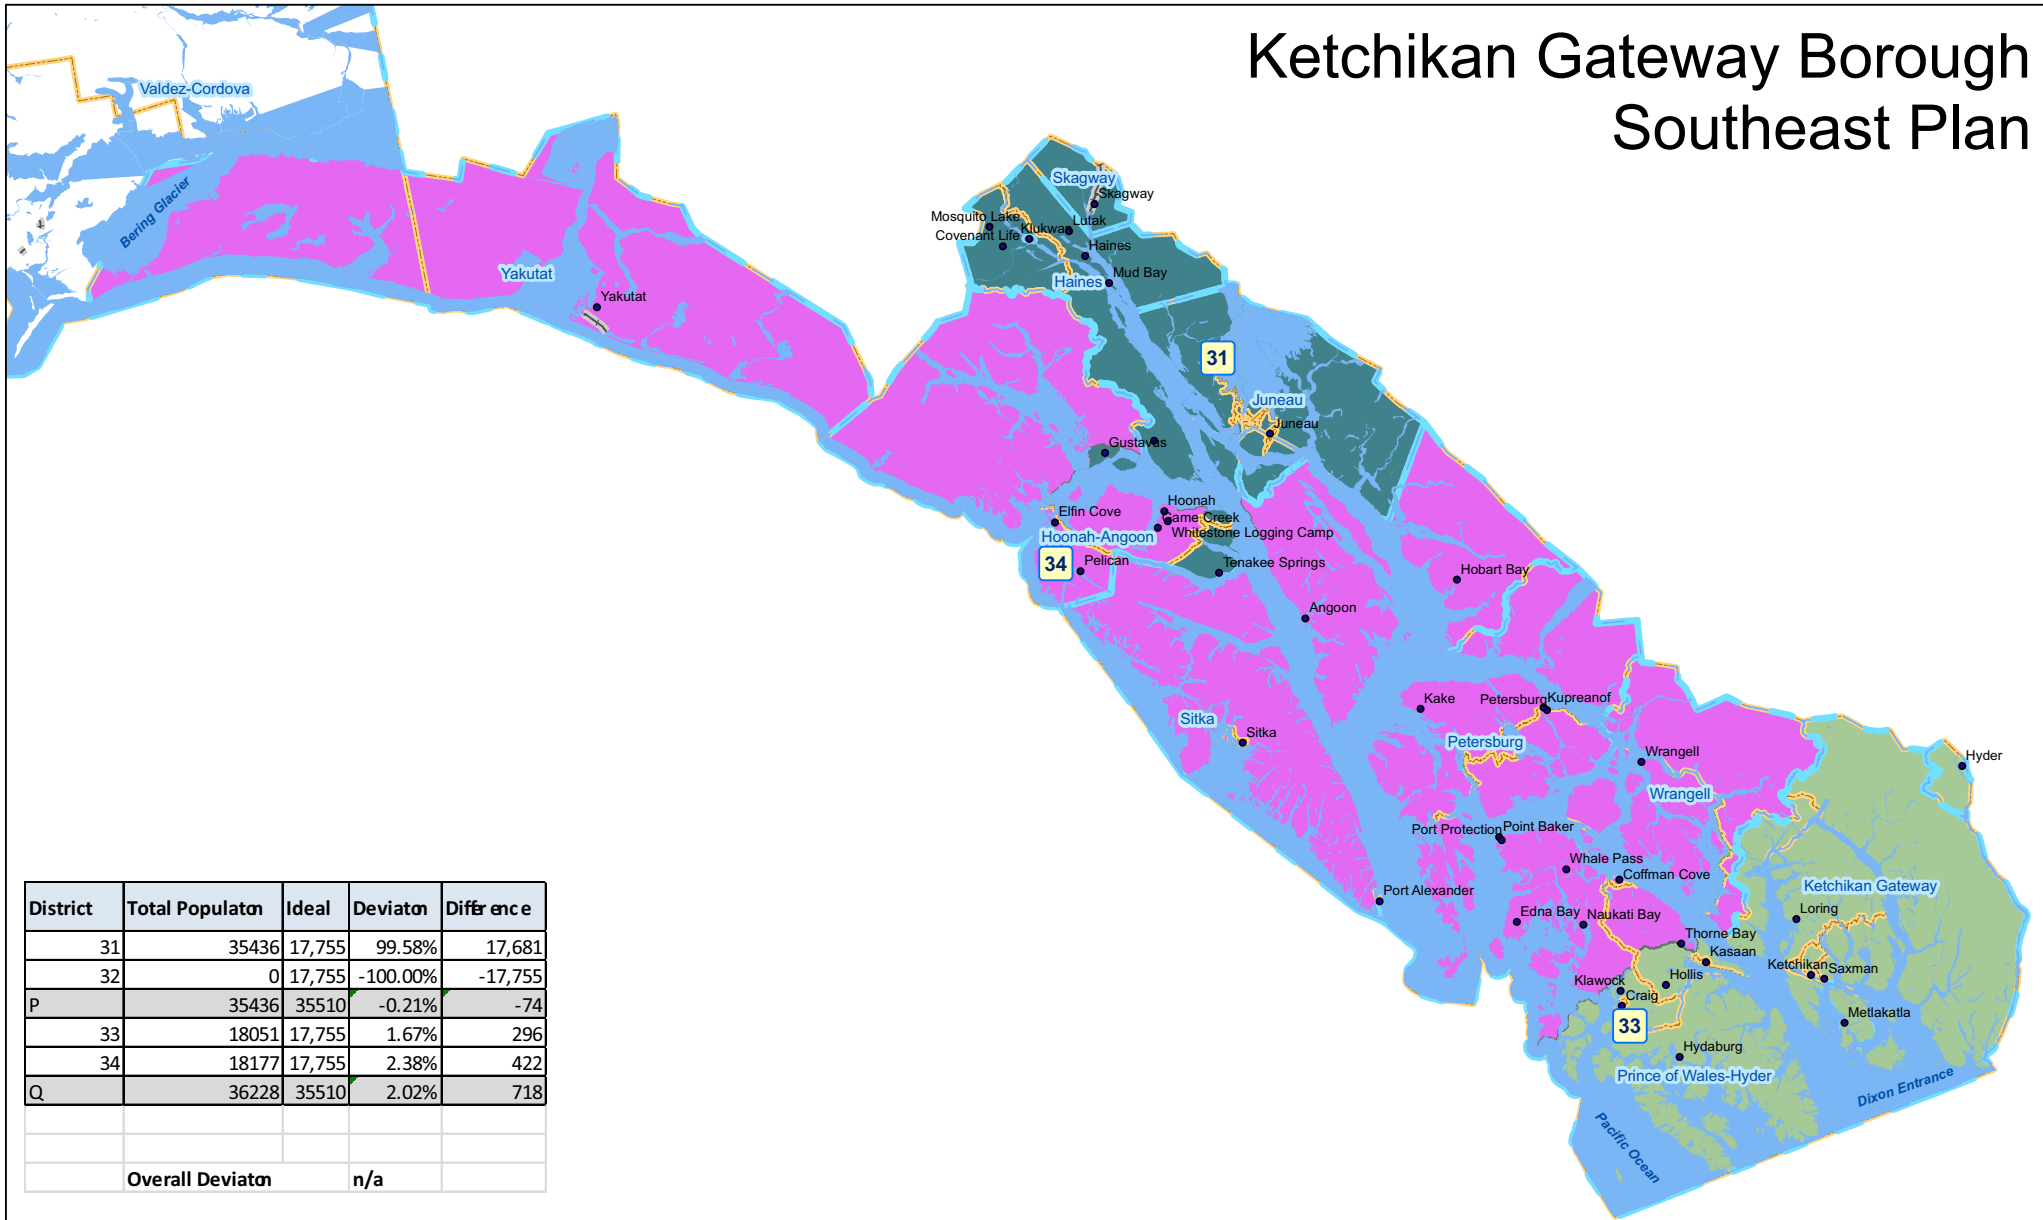 Ketchikan Gateway Borough
Southeast Plan
Valdez-Cordova
Bering Glacier
Yakutat
Yakutat
Skagway
Skagway
Mosquito Lake
Lutak
Klukwan
Covenant Life
Haines
Mud Bay
Haines
31
Juneau
Juneau
Gustavus
Hoonah
Elfin Cove
Game Creek
Hoonah-Angoon
Whitestone Logging Camp
34
Pelican
Tenakee Springs
Hobart Bay
Angoon
Kake
Petersburg
Kupreanof
Sitka
Sitka
Petersburg
Wrangell
Hyder
Wrangell
Port Protection
Point Baker
Whale Pass
Coffman Cove
Port Alexander
Ketchikan Gateway
Edna Bay
Naukati Bay
Loring
Thorne Bay
Kasaan
Ketchikan
Saxman
Hollis
Klawock
Craig
33
Metlakatla
Hydaburg
Prince of Wales-Hyder
Dixon Entrance
Pacific Ocean
District Total Populaton Ideal Deviaton Differ ence
31 35436 17,755 99.58% 17,681
32 0 17,755 -100.00% -17,755
P 35436 35510 -0.21% -74
33 18051 17,755 1.67% 296
34 18177 17,755 2.38% 422
Q 36228 35510 2.02% 718
Overall Deviaton n/a